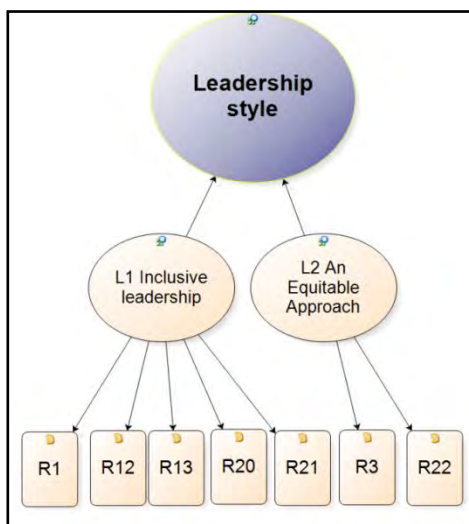 Leadership
style
L1 Inclusive
leadership
L2 An
Equitable
Approach
R1
R12
R13
R20
R21
R3
R22